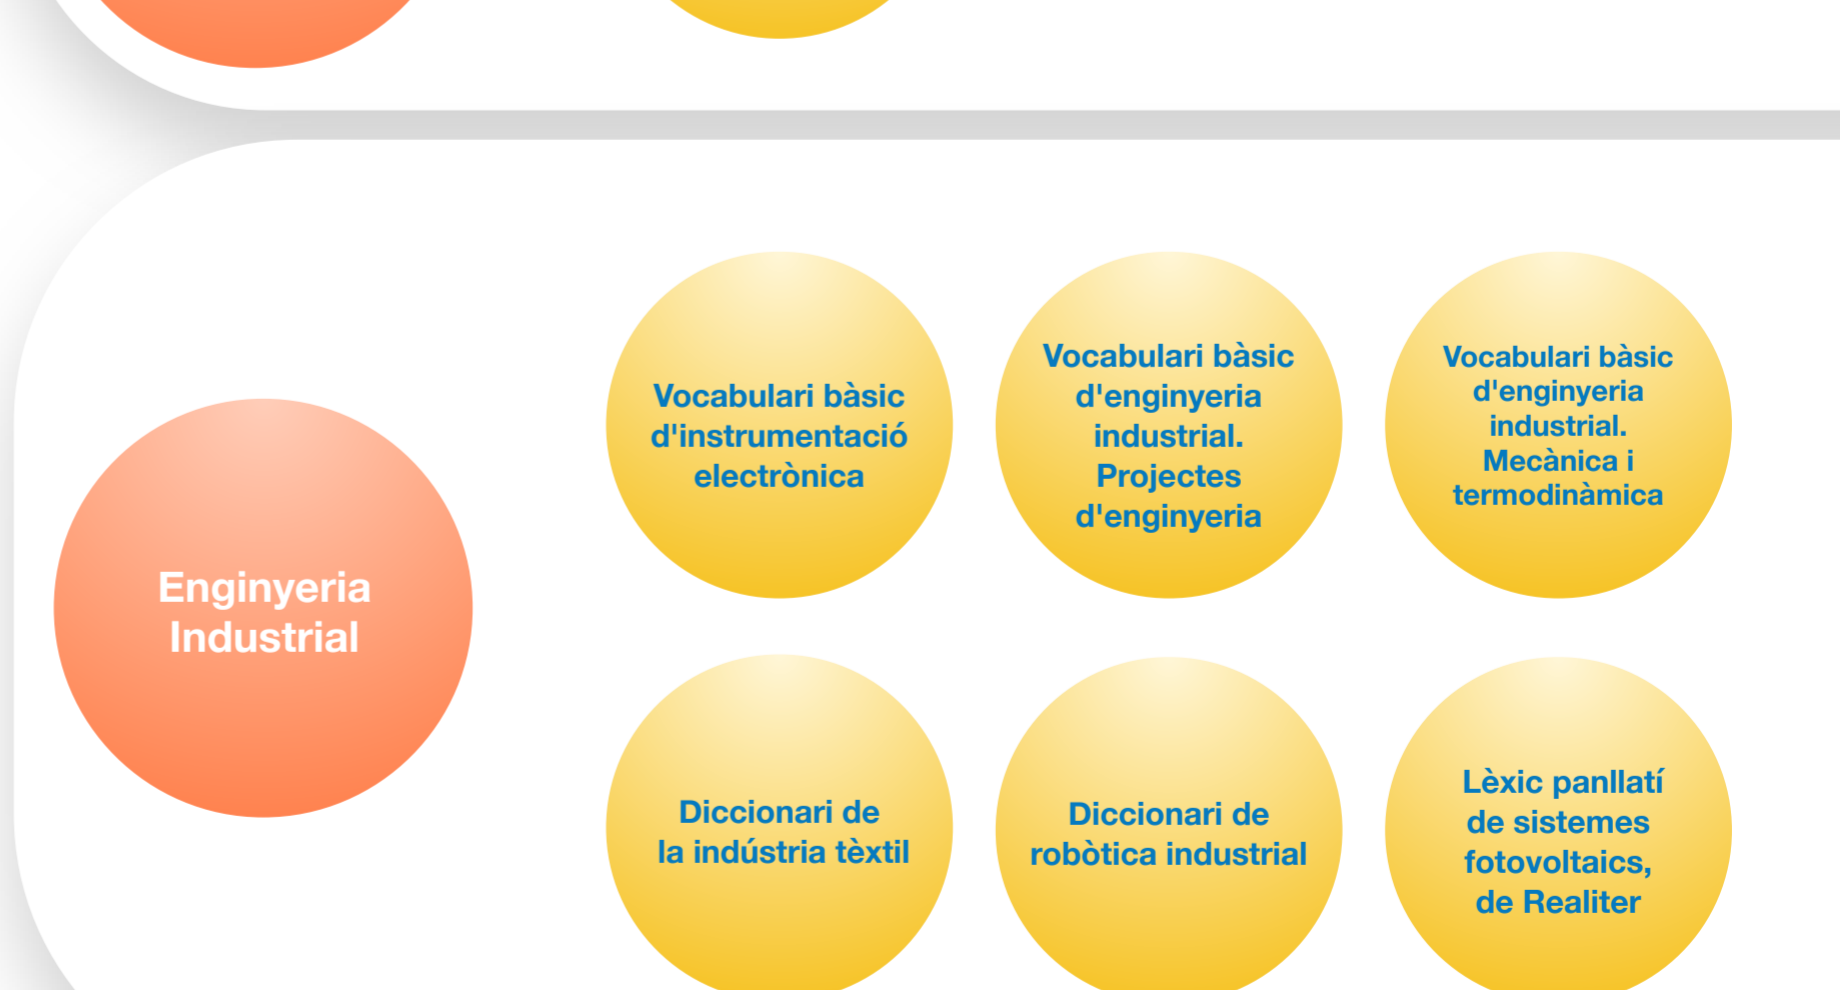 Enginyeria
Industrial
Vocabulari bàsic
d'instrumentació
electrònica
Vocabulari bàsic
d'enginyeria
industrial.
Projectes
d'enginyeria
Vocabulari bàsic
d'enginyeria
industrial.
Mecànica i
termodinàmica
Diccionari de
la indústria tèxtil
Diccionari de
robòtica industrial
Lèxic panllatí
de sistemes
fotovoltaics,
de Realiter